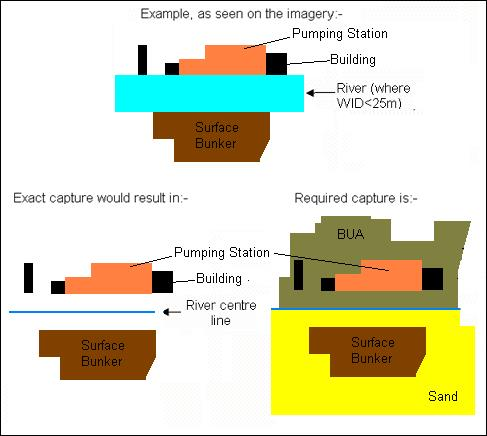 Example, as seen on the imagery:-
Pumping Station
Building
River (where
WID<25m)
Surface
Bunker
Exact capture would result in:-
Required capture is:-
BUA
Pumping Station
Building
River centre
line
Surface
Bunker
Surface
Bunker
Sand